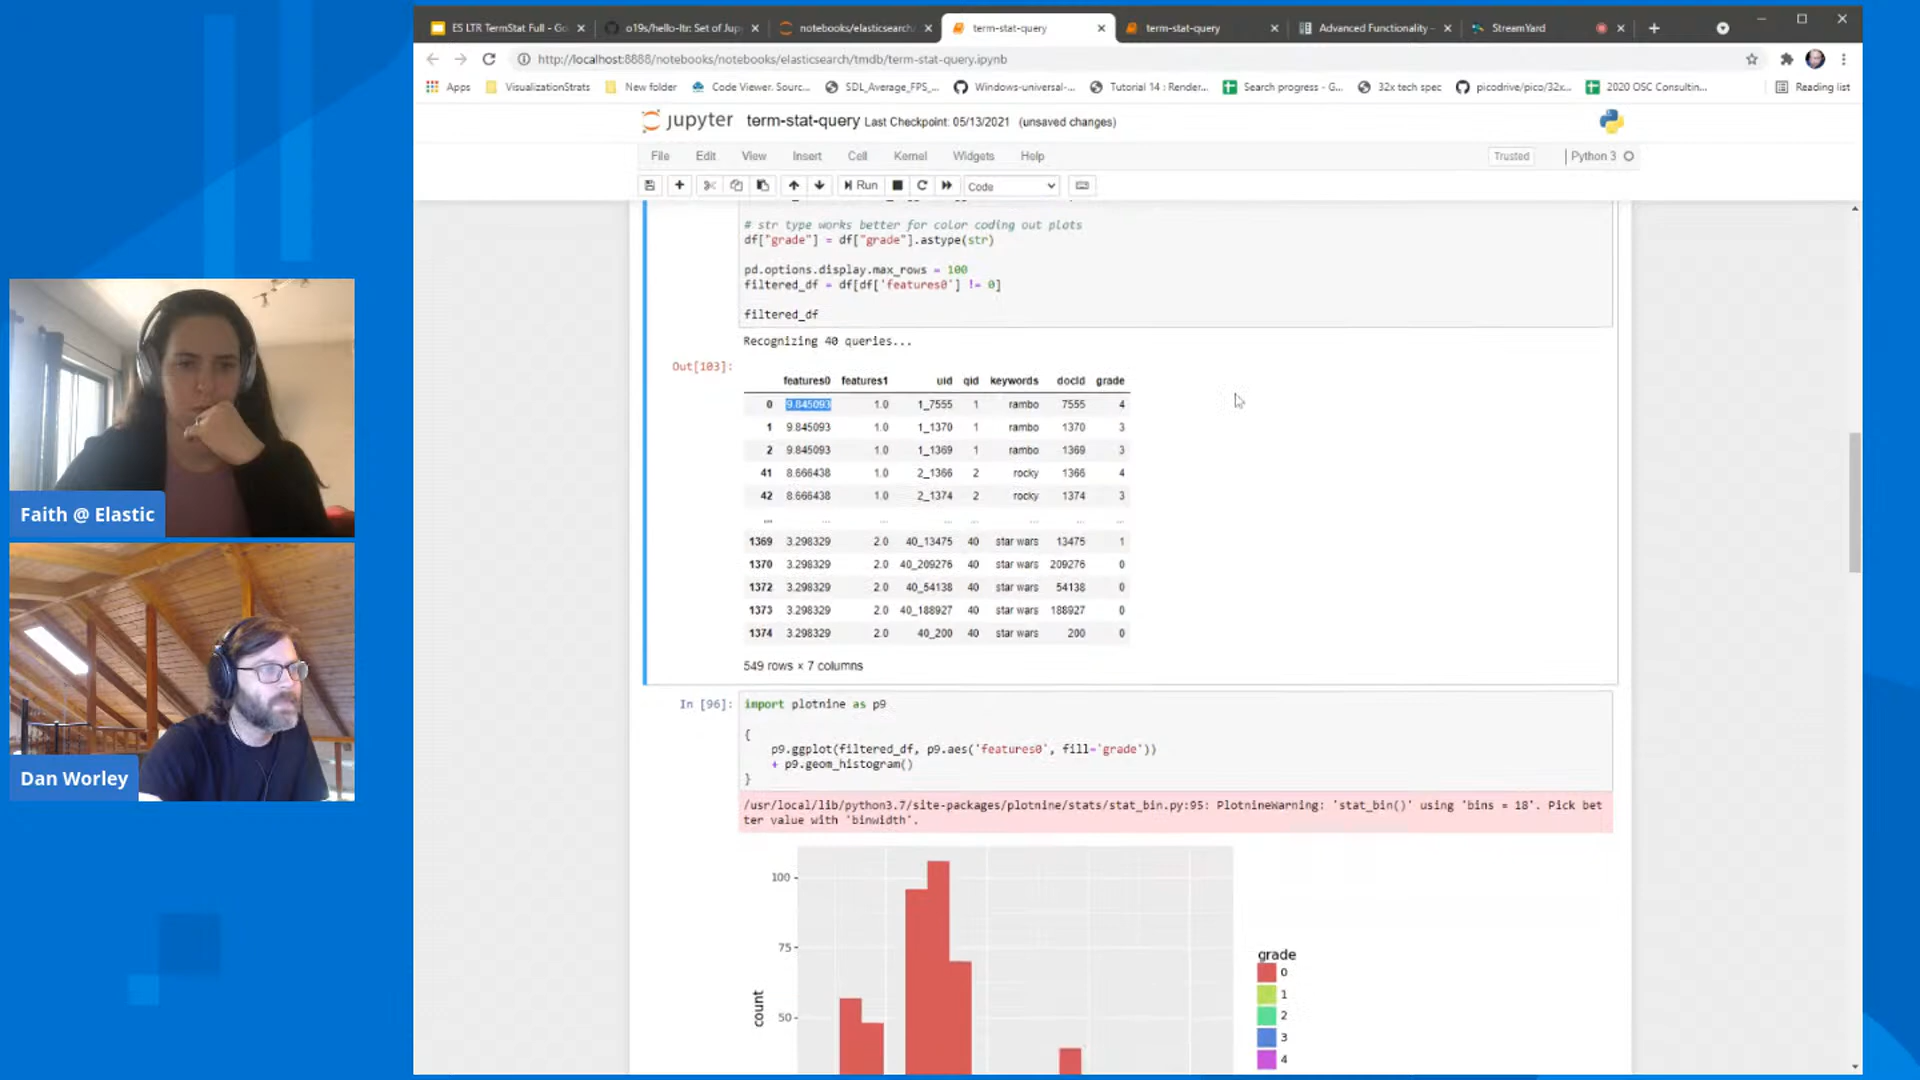 ES LTR TermStat Full - Go
o19s/hello-ltr: Set of Jup
notebooks/elasticsearch/
term-stat-query
term-stat-query
Advanced Functionality -
StreamYard
http://localhost:8888/notebooks/notebooks/elasticsearch/tmdb/term-stat-query.ipynb
Apps
VisualizationStrats
New folder
Code Viewer. Sourc...
SDL_Average_FPS_...
Windows-universal-...
Tutorial 14 : Render...
Search progress - G...
32x tech spec
picodrive/pico/32x...
2020 OSC Consultin...
Reading list
jupyter term-stat-query Last Checkpoint: 05/13/2021 (unsaved changes)
File Edit View Insert Cell Kernel Widgets Help
Trusted
Python 3
Run
Code
# str type works better for color coding out plots
df["grade"] = df["grade"].astype(str)
pd.options.display.max_rows = 100
filtered_df = df[df['features0'] != 0]
filtered_df
Recognizing 40 queries...
Out[103]:
features0 features1 uid qid keywords docId grade
0 9.845093 1.0 1_7555 1 rambo 7555 4
1 9.845093 1.0 1_1370 1 rambo 1370 3
2 9.845093 1.0 1_1369 1 rambo 1369 3
41 8.666438 1.0 2_1366 2 rocky 1366 4
42 8.666438 1.0 2_1374 2 rocky 1374 3
... ... ... ... ... ... ... ...
1369 3.298329 2.0 40_13475 40 star wars 13475 1
1370 3.298329 2.0 40_209276 40 star wars 209276 0
1372 3.298329 2.0 40_54138 40 star wars 54138 0
1373 3.298329 2.0 40_188927 40 star wars 188927 0
1374 3.298329 2.0 40_200 40 star wars 200 0
549 rows × 7 columns
In [96]:
import plotnine as p9
{
p9.ggplot(filtered_df, p9.aes('features0', fill='grade'))
+ p9.geom_histogram()
}
/usr/local/lib/python3.7/site-packages/plotnine/stats/stat_bin.py:95: PlotnineWarning: 'stat_bin()' using 'bins = 18'. Pick bet
ter value with 'binwidth'.
100
75
50
count
grade
0
1
2
3
4
Faith @ Elastic
Dan Worley